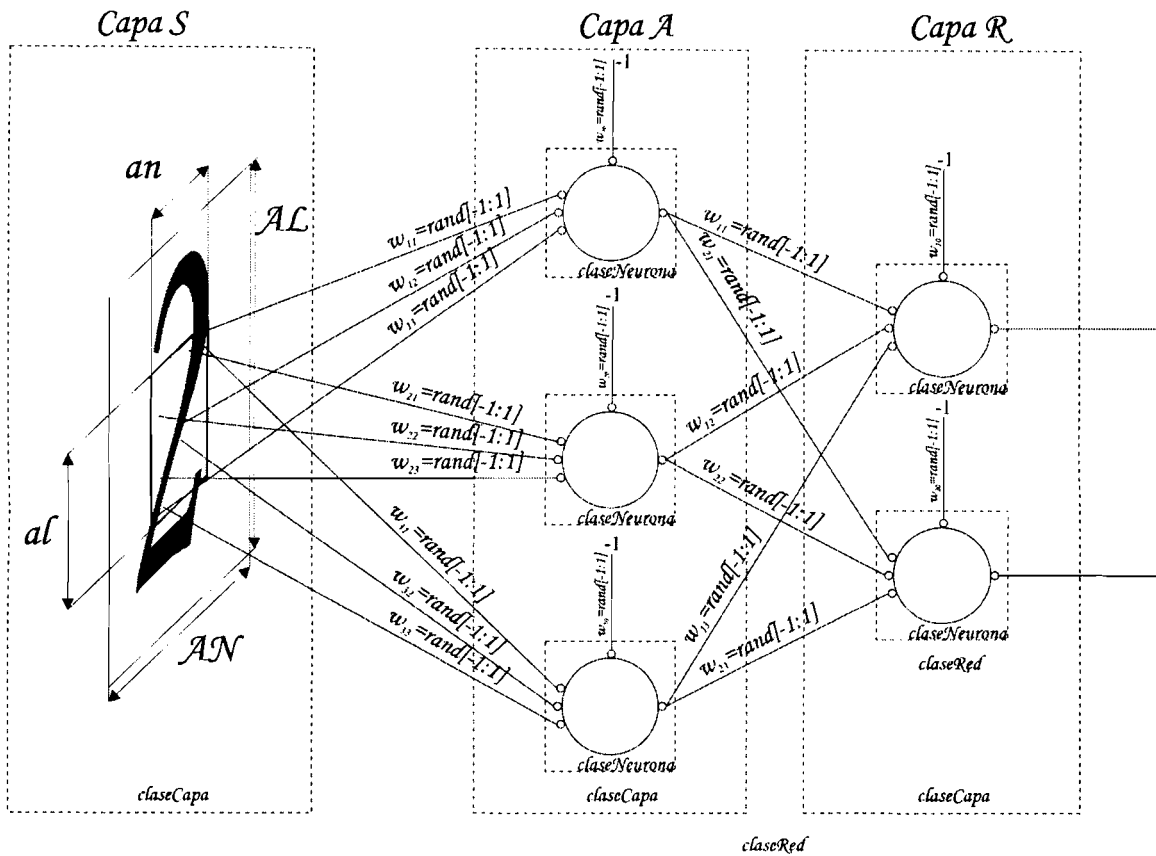 Capa S
Capa A
Capa R
an
AL
al
AN
-1
w₁₁=rand[-1:1]
w₁₂=rand[-1:1]
w₁₃=rand[-1:1]
claseNeurona
-1
w₂₁=rand[-1:1]
w₂₂=rand[-1:1]
w₂₃=rand[-1:1]
claseNeurona
-1
=rand[-1:1]
w₃₂=rand[-1:1]
w₃₃=rand[-1:1]
claseNeurona
-1
w₁₀=rand[-1:1]
w₁₁=rand[-1:1]
w₂₁=rand[-1:1]
w₁₂=rand[-1:1]
claseNeurona
-1
=rand[-1:1]
w₂₂=rand[-1:1]
w₁₃=rand[-1:1]
claseNeurona
claseRed
claseCapa
claseCapa
claseCapa
claseRed
2